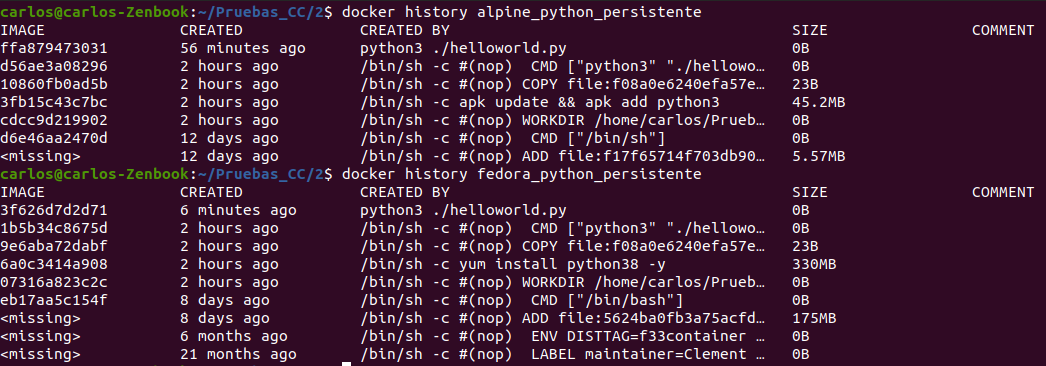 carlos@carlos-Zenbook:~/Pruebas_CC/2$ docker history alpine_python_persistente
IMAGE CREATED CREATED BY SIZE COMMENT
ffa879473031 56 minutes ago python3 ./helloworld.py 0B
d56ae3a08296 2 hours ago /bin/sh -c #(nop) CMD ["python3" "./hellowo… 0B
10860fb0ad5b 2 hours ago /bin/sh -c #(nop) COPY file:f08a0e6240efa57e… 23B
3fb15c43c7bc 2 hours ago /bin/sh -c apk update && apk add python3 45.2MB
cdcc9d219902 2 hours ago /bin/sh -c #(nop) WORKDIR /home/carlos/Prueb… 0B
d6e46aa2470d 12 days ago /bin/sh -c #(nop) CMD ["/bin/sh"] 0B
<missing> 12 days ago /bin/sh -c #(nop) ADD file:f17f65714f703db90… 5.57MB
carlos@carlos-Zenbook:~/Pruebas_CC/2$ docker history fedora_python_persistente
IMAGE CREATED CREATED BY SIZE COMMENT
3f626d7d2d71 6 minutes ago python3 ./helloworld.py 0B
1b5b34c8675d 2 hours ago /bin/sh -c #(nop) CMD ["python3" "./hellowo… 0B
9e6aba72dabf 2 hours ago /bin/sh -c #(nop) COPY file:f08a0e6240efa57e… 23B
6a0c3414a908 2 hours ago /bin/sh -c yum install python38 -y 330MB
07316a823c2c 2 hours ago /bin/sh -c #(nop) WORKDIR /home/carlos/Prueb… 0B
eb17aa5c154f 8 days ago /bin/sh -c #(nop) CMD ["/bin/bash"] 0B
<missing> 8 days ago /bin/sh -c #(nop) ADD file:5624ba0fb3a75acfd… 175MB
<missing> 6 months ago /bin/sh -c #(nop) ENV DISTTAG=f33container … 0B
<missing> 21 months ago /bin/sh -c #(nop) LABEL maintainer=Clement … 0B